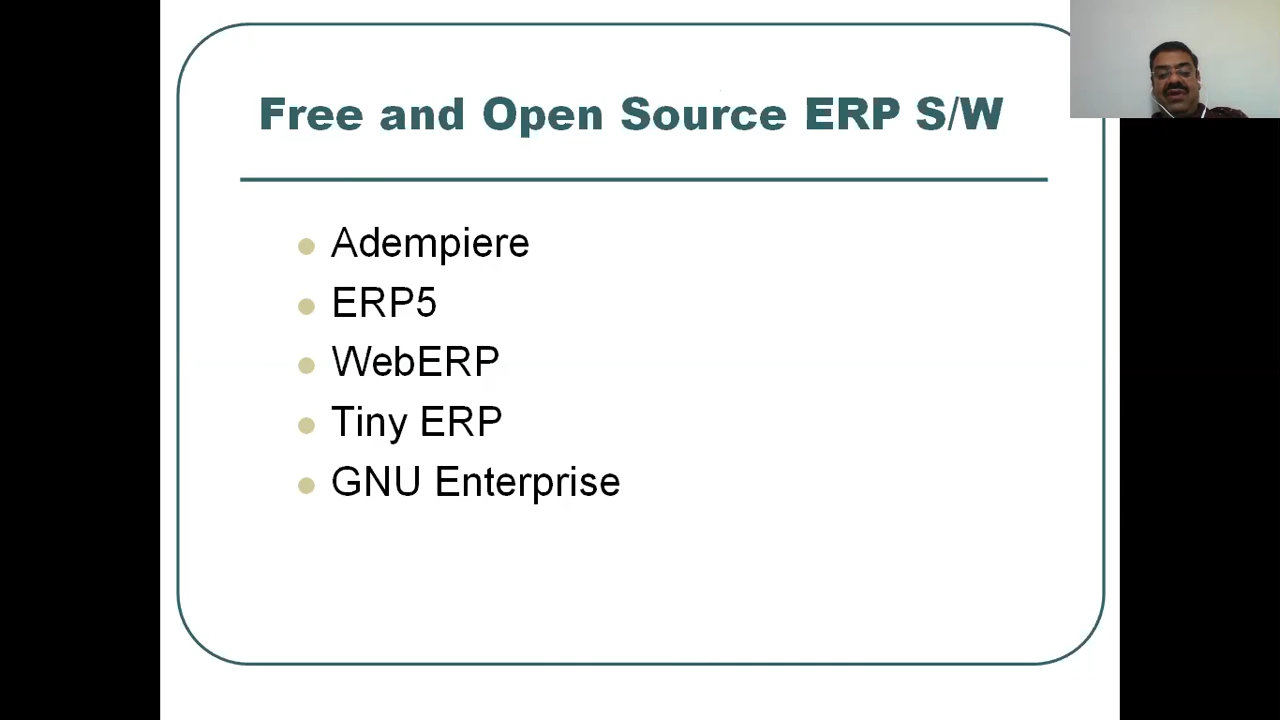 Free and Open Source ERP S/W
Adempiere
ERP5
WebERP
Tiny ERP
GNU Enterprise